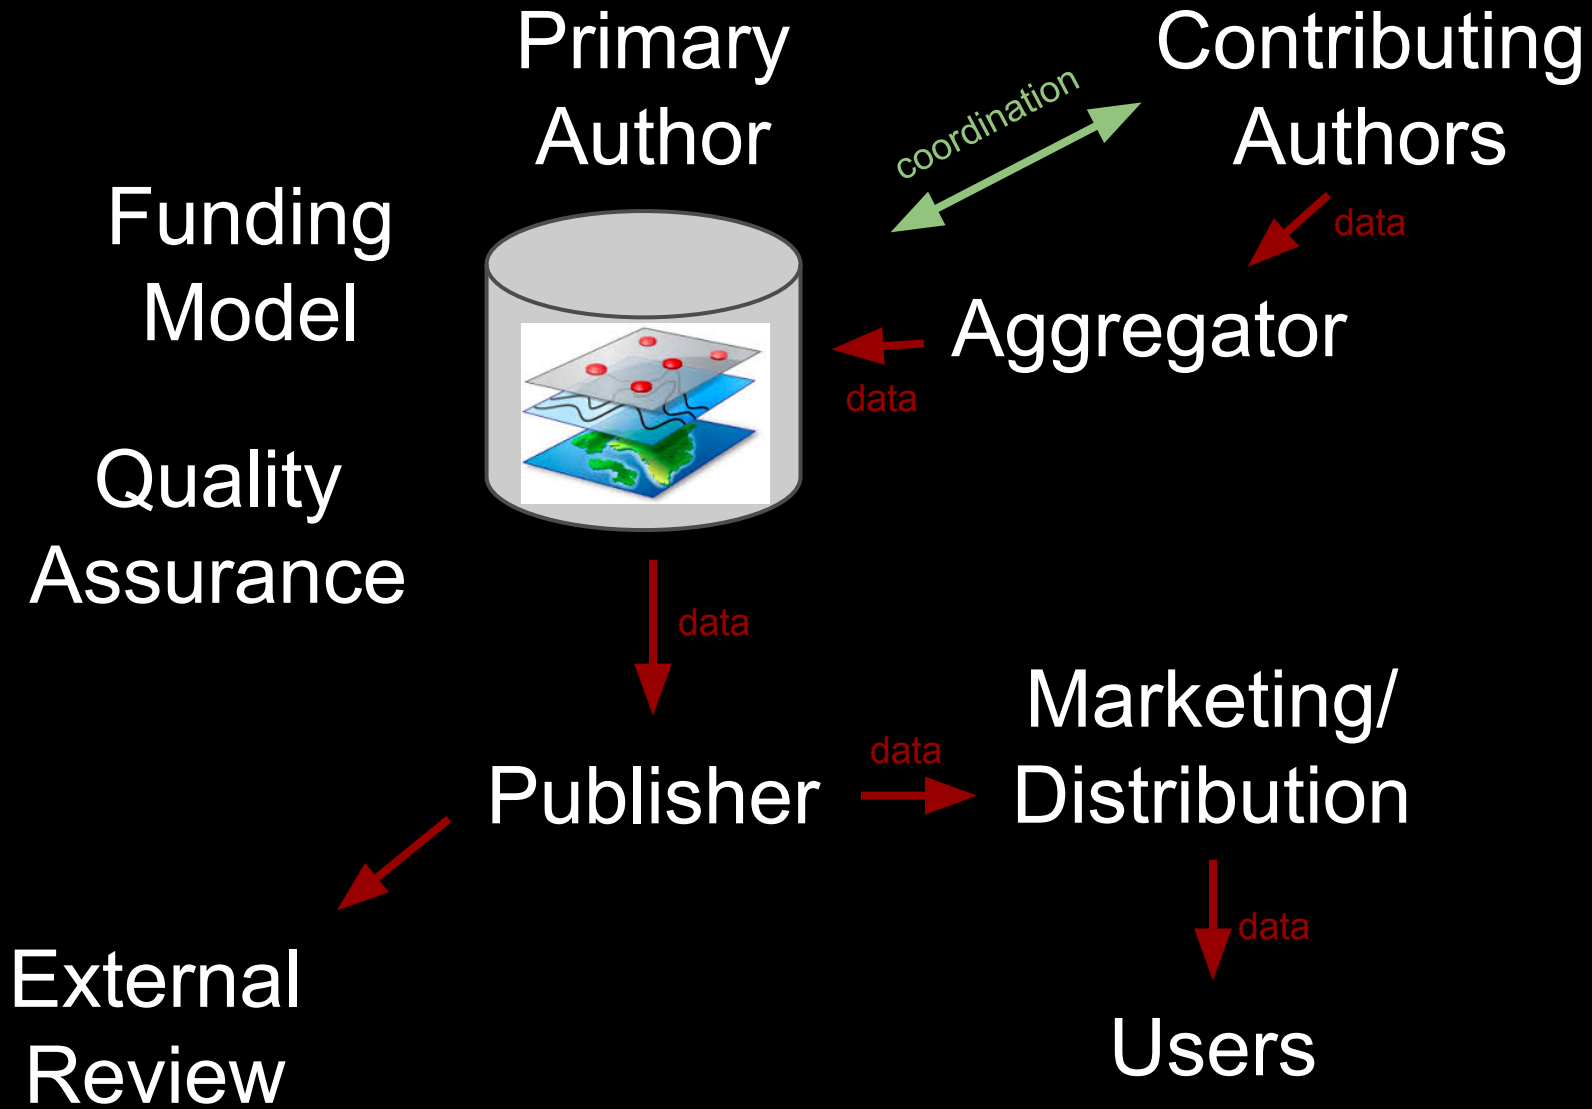 Primary
Author
Contributing
Authors
coordination
Funding
Model
data
Aggregator
data
Quality
Assurance
data
Marketing/
Distribution
data
Publisher
data
External
Review
Users